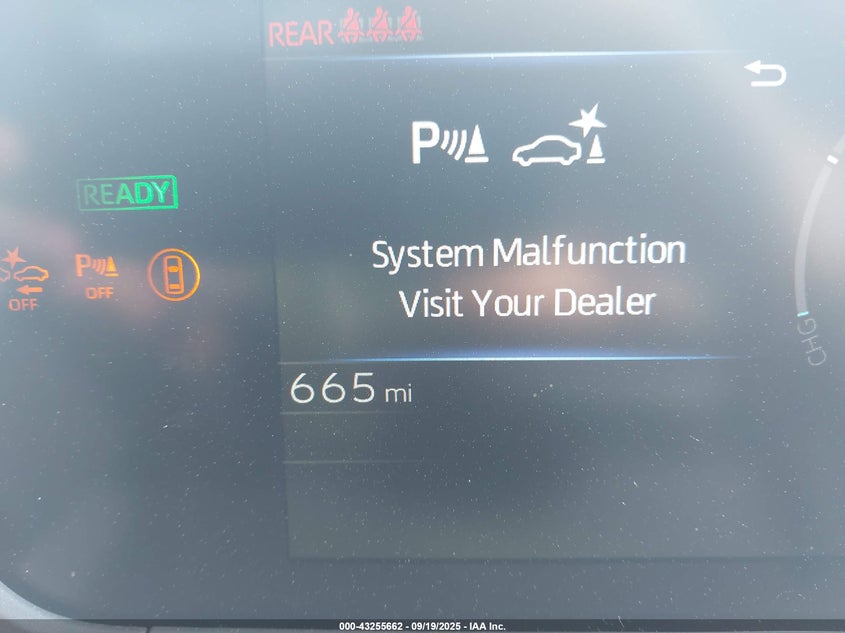 REAR
READY
P
System Malfunction
Visit Your Dealer
OFF
P
OFF
665 mi
CHG
000-43255662 - 09/19/2025 - IAA Inc.